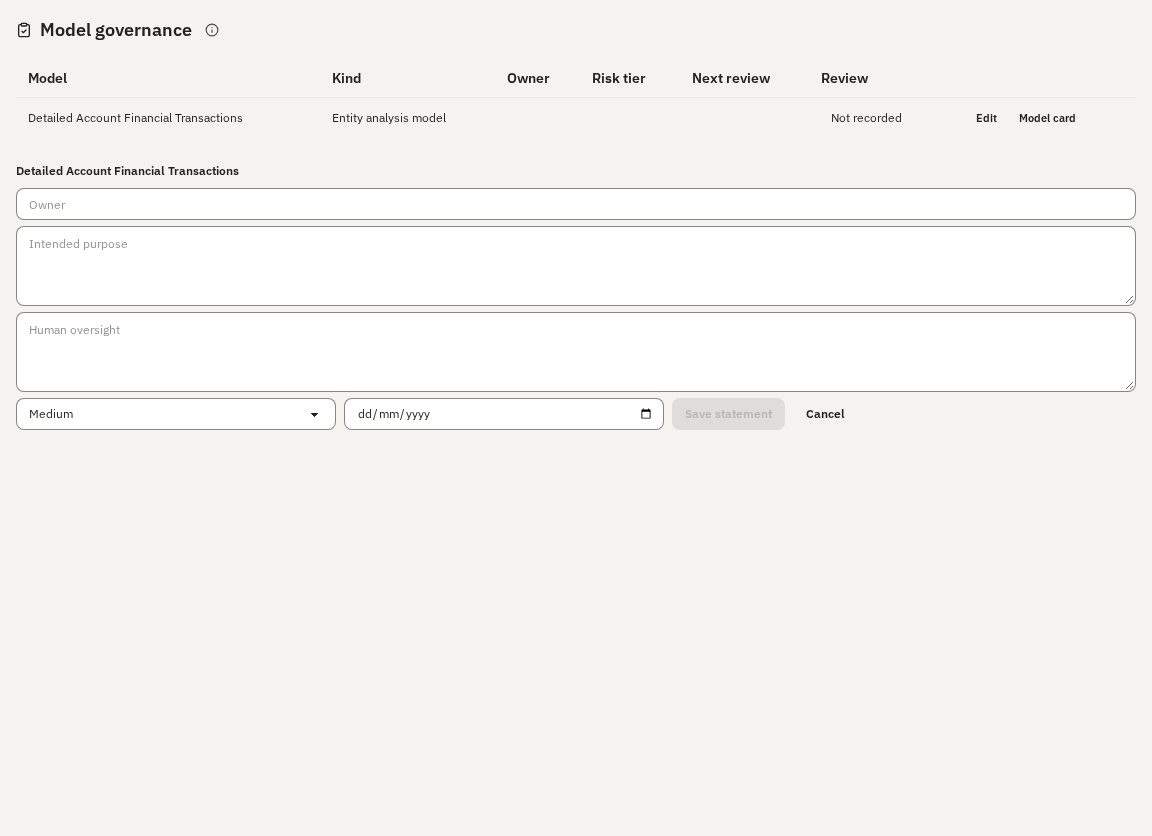 Model governance
Model Kind Owner Risk tier Next review Review
Detailed Account Financial Transactions Entity analysis model Not recorded Edit Model card
Detailed Account Financial Transactions
Owner
Intended purpose
Human oversight
Medium dd/mm/yyyy Save statement Cancel